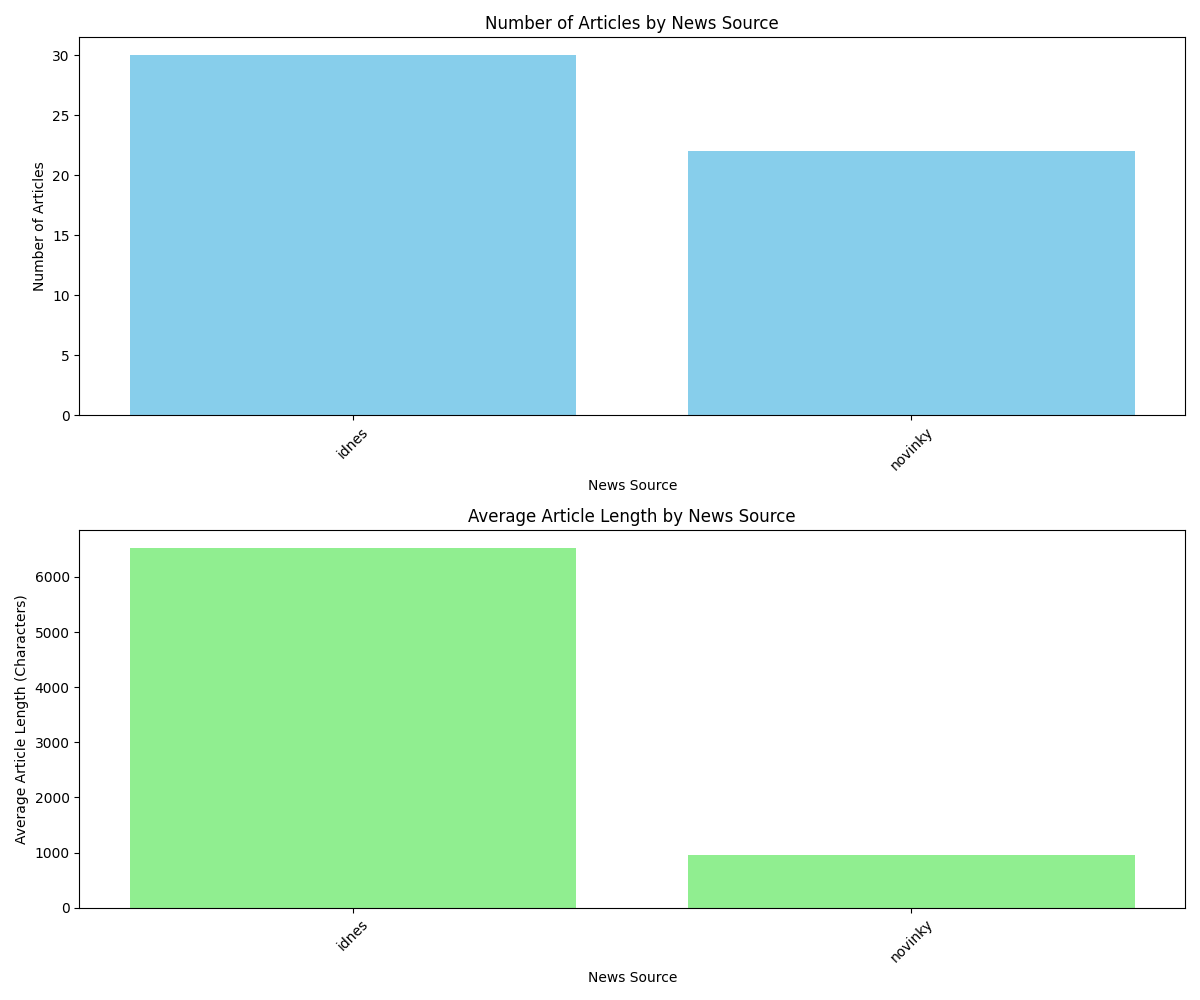 Number of Articles by News Source
Number of Articles
30
25
20
15
10
5
0
idnes
novinky
News Source
Average Article Length by News Source
Average Article Length (Characters)
6000
5000
4000
3000
2000
1000
0
idnes
novinky
News Source